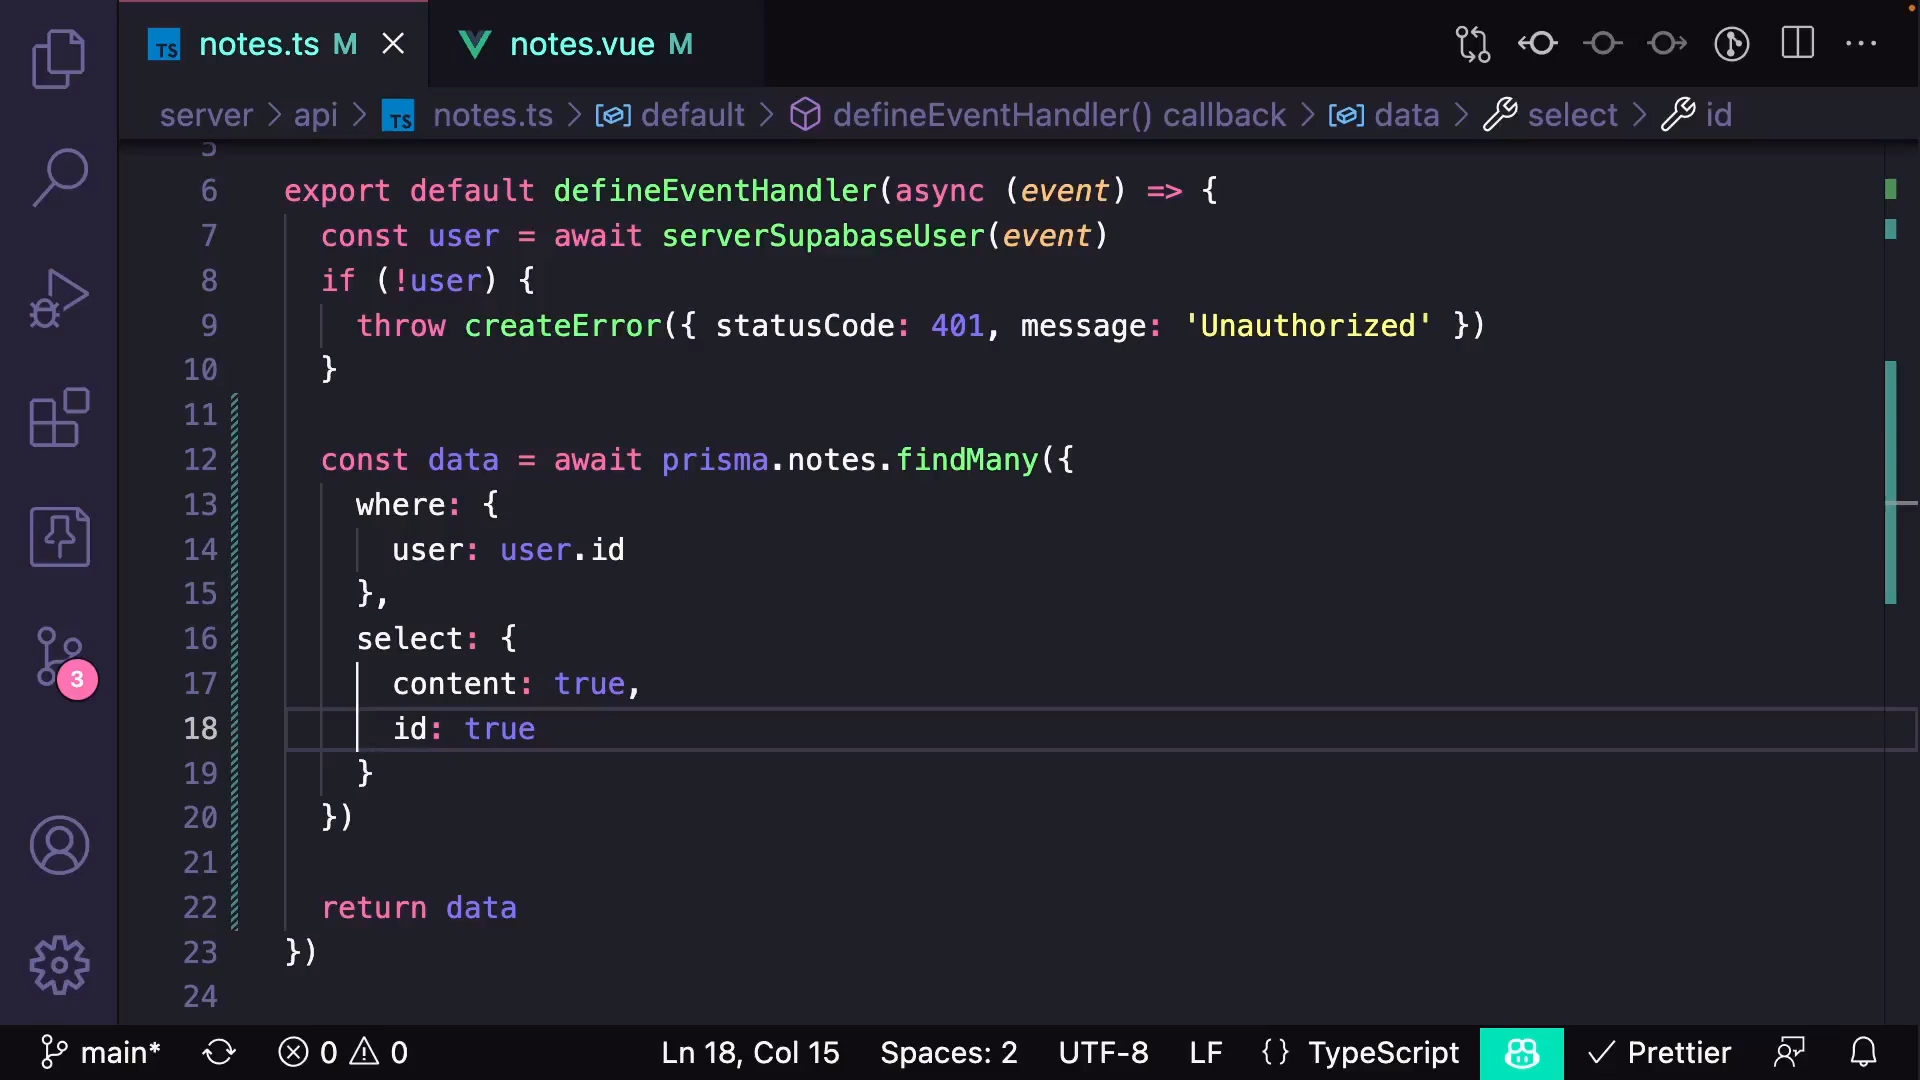 TS notes.ts M
notes.vue M
server > api > TS notes.ts > default > defineEventHandler() callback > data > select > id
5
6 export default defineEventHandler(async (event) => {
7 const user = await serverSupabaseUser(event)
8 if (!user) {
9 throw createError({ statusCode: 401, message: 'Unauthorized' })
10 }
11
12 const data = await prisma.notes.findMany({
13 where: {
14 user: user.id
15 },
16 select: {
17 content: true,
18 id: true
19 }
20 })
21
22 return data
23 })
24
3
main* 0 0 Ln 18, Col 15 Spaces: 2 UTF-8 LF {} TypeScript Prettier